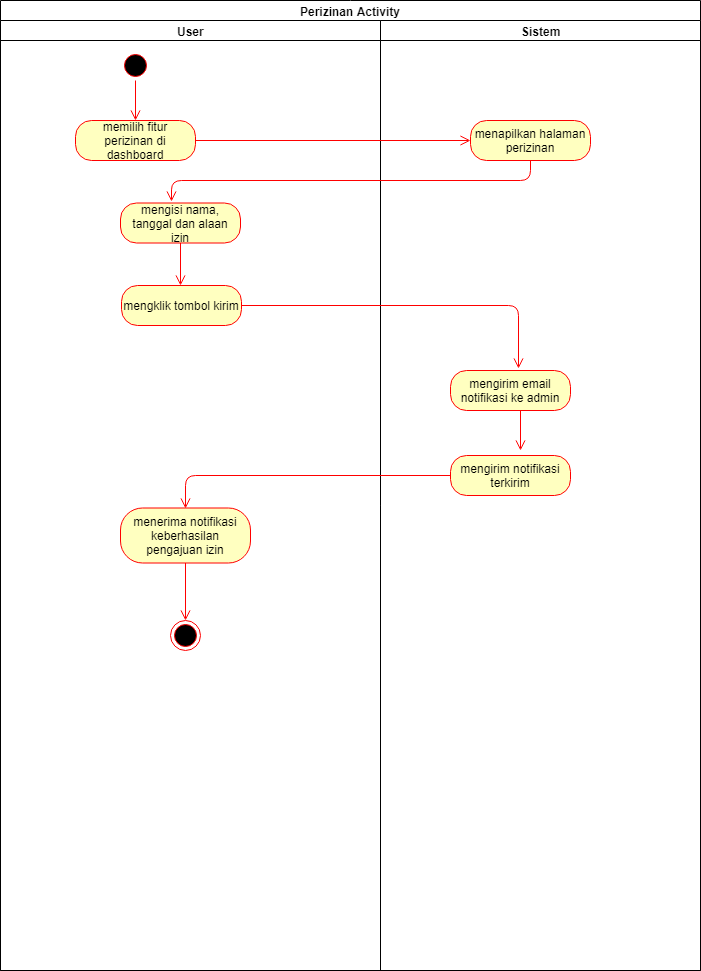 Perizinan Activity
User
Sistem
memilih fitur
perizinan di
dashboard
menapilkan halaman
perizinan
mengisi nama,
tanggal dan alaan
izin
mengklik tombol kirim
mengirim email
notifikasi ke admin
mengirim notifikasi
terkirim
menerima notifikasi
keberhasilan
pengajuan izin